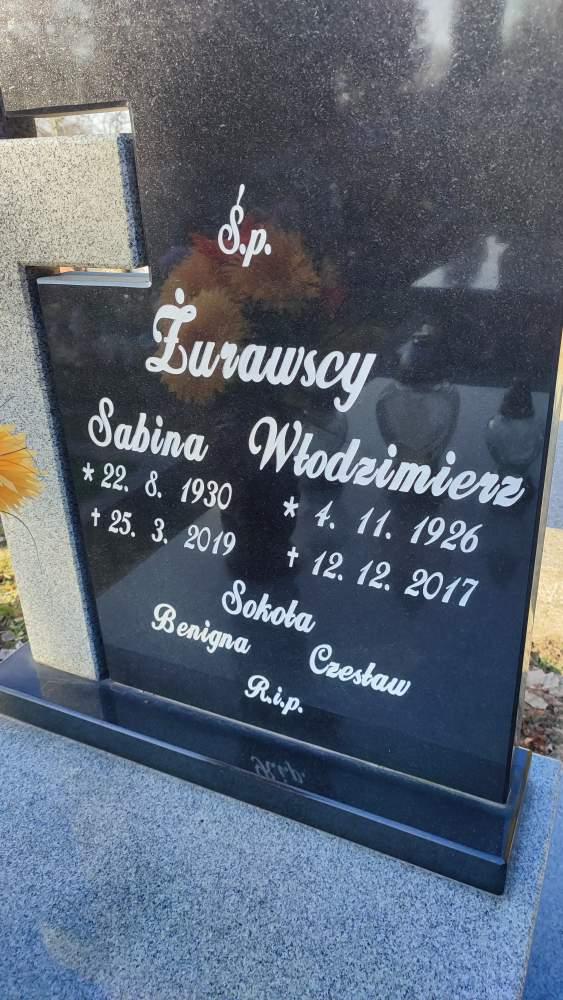 Ś.p.
Żurawscy
Sabina Włodzimierz
* 22. 8. 1930 * 4. 11. 1926
† 25. 3. 2019 † 12. 12. 2017
Sokoła
Benigna Czesław
R.i.p.